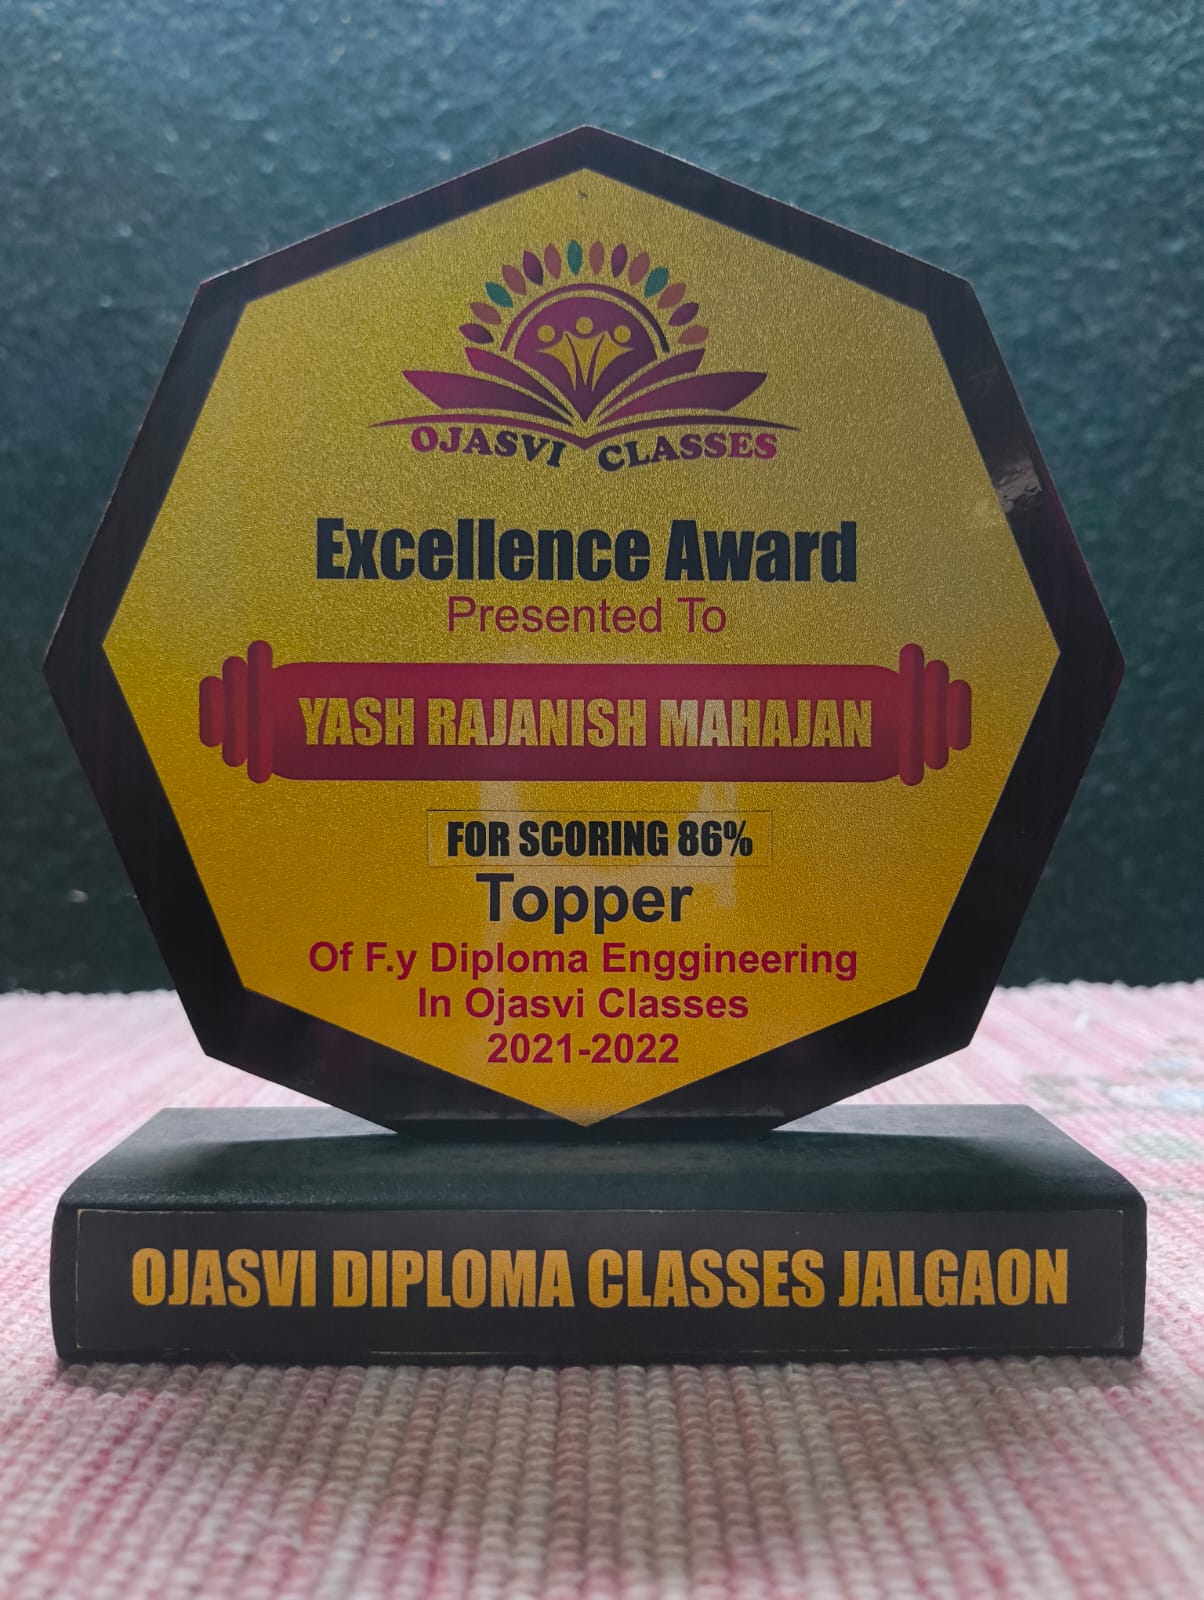 OJASVI CLASSES
Excellence Award
Presented To
YASH RAJANISH MAHAJAN
FOR SCORING 86%
Topper
Of F.y Diploma Enggineering
In Ojasvi Classes
2021-2022
OJASVI DIPLOMA CLASSES JALGAON